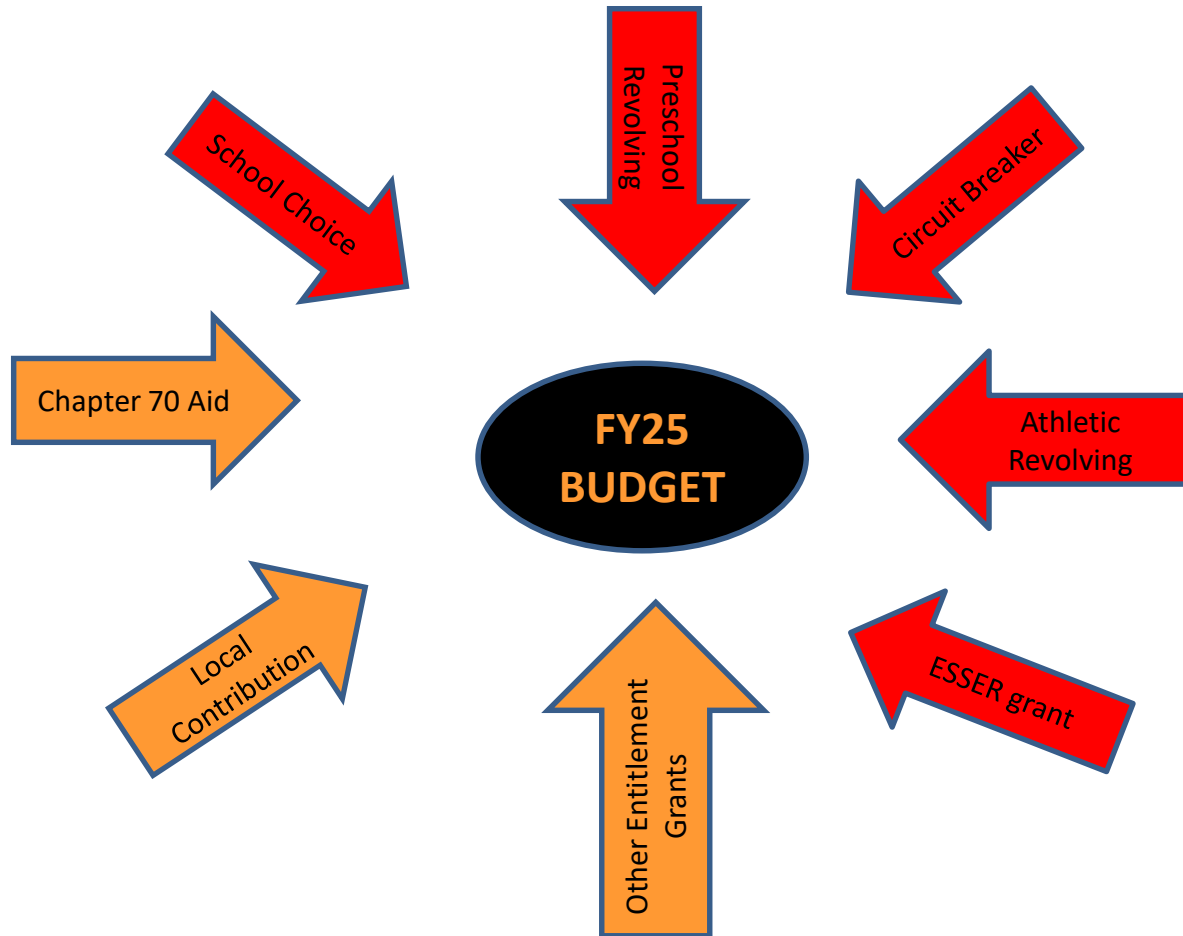 Preschool
Revolving
School Choice
Circuit Breaker
Chapter 70 Aid
FY25
BUDGET
Athletic
Revolving
Local
Contribution
ESSER grant
Other Entitlement
Grants